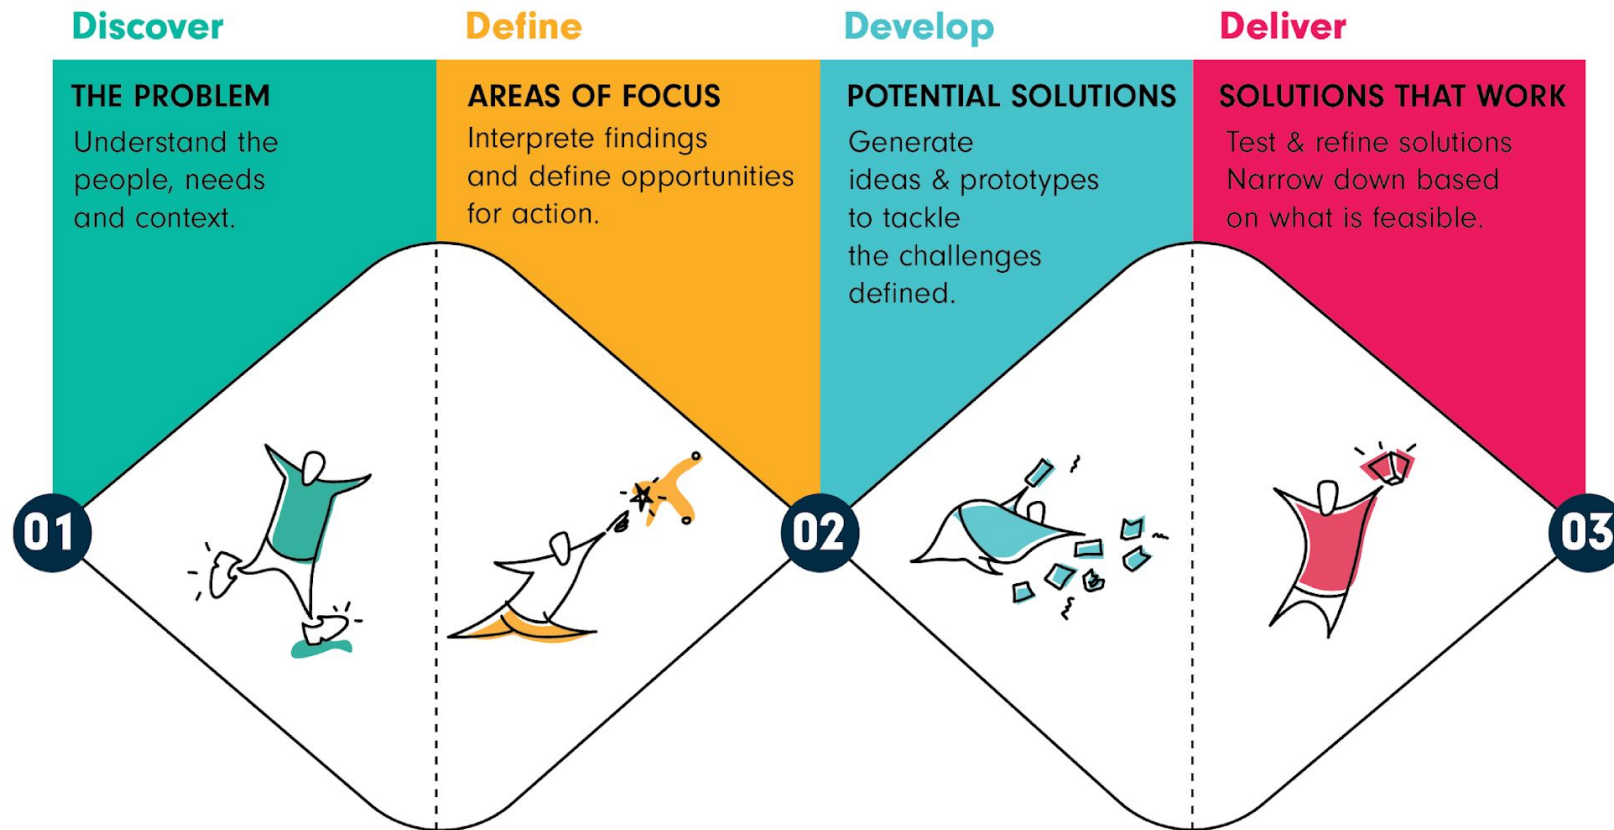 Discover
THE PROBLEM
Understand the
people, needs
and context.
Define
AREAS OF FOCUS
Interprete findings
and define opportunities
for action.
Develop
POTENTIAL SOLUTIONS
Generate
ideas & prototypes
to tackle
the challenges
defined.
Deliver
SOLUTIONS THAT WORK
Test & refine solutions
Narrow down based
on what is feasible.
01
02
03